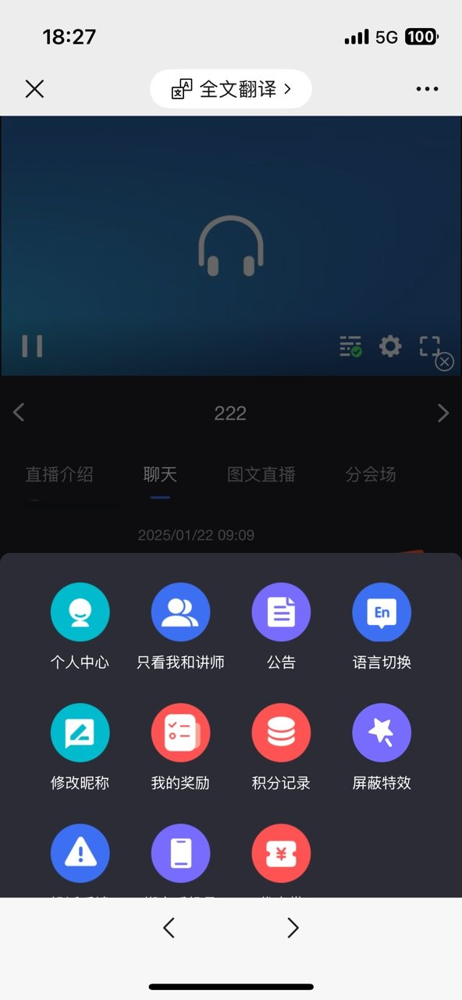 18:27
5G 100
全文翻译
222
直播介绍 聊天 图文直播 分会场
2025/01/22 09:09
En
个人中心 只看我和讲师 公告 语言切换
修改昵称 我的奖励 积分记录 屏蔽特效
¥